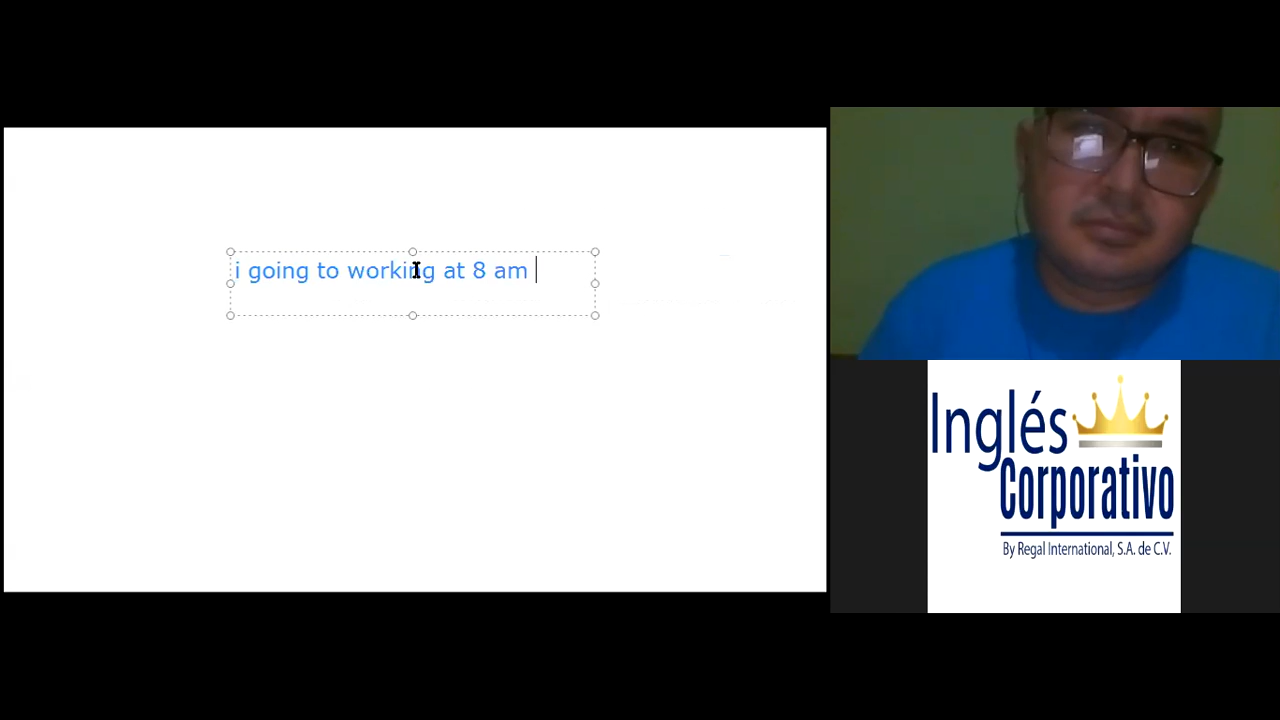 i going to working at 8 am
Inglés
Corporativo
By Regal International, S.A. de C.V.